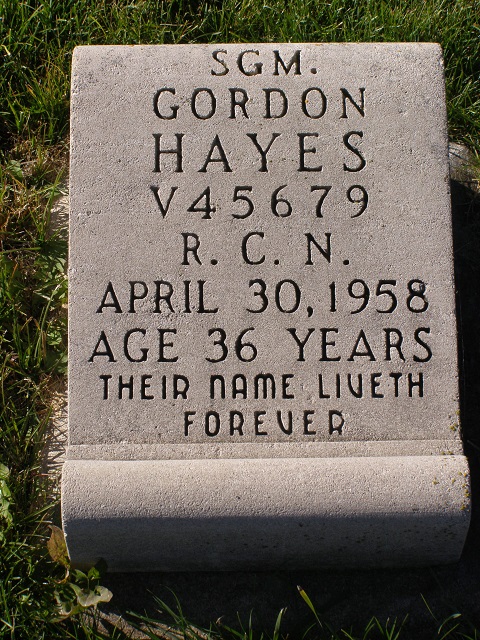 SGM.
GORDON
HAYES
V45679
R. C. N.
APRIL 30, 1958
AGE 36 YEARS
THEIR NAME LIVETH
FOREVER